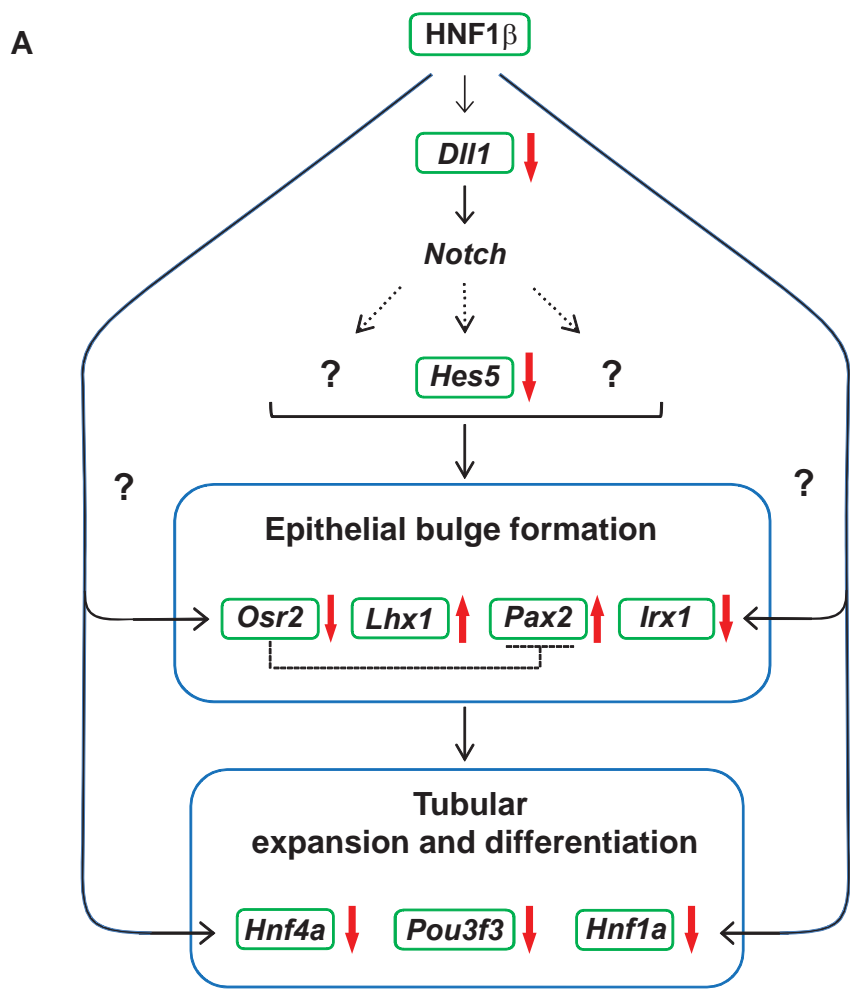 A
HNF1β
Dll1
Notch
? Hes5 ?
? ?
Epithelial bulge formation
Osr2 Lhx1 Pax2 Irx1
Tubular
expansion and differentiation
Hnf4a Pou3f3 Hnf1a